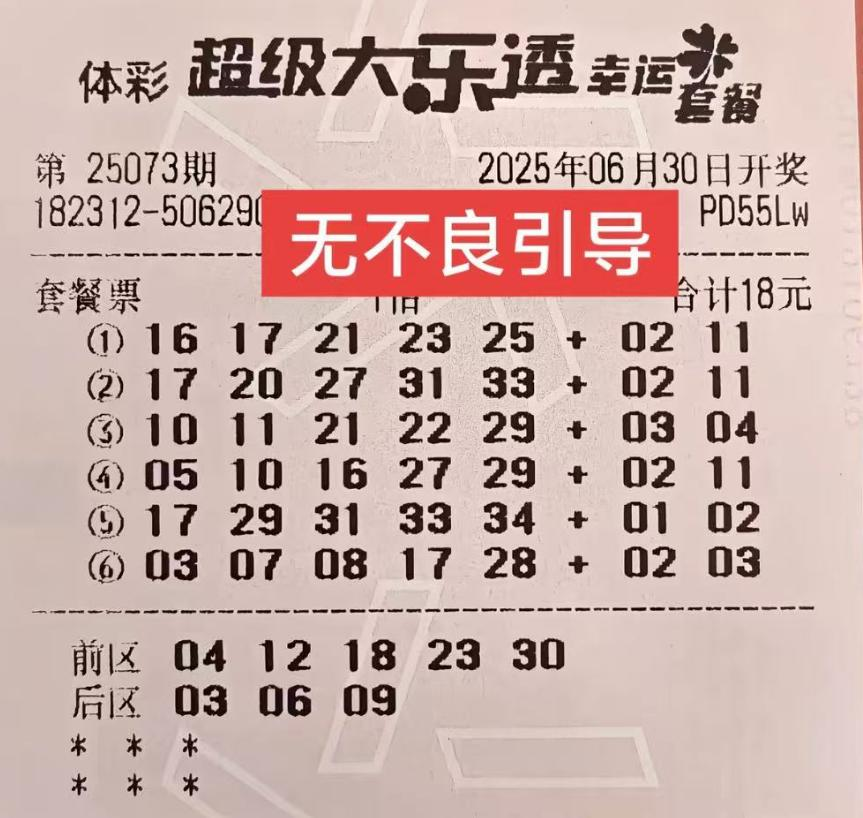 体彩 超级大乐透 幸运套餐
第 25073期 2025年06月30日开奖
182312-50629 PD55Lw
无不良引导
套餐票 1倍 合计18元
① 16 17 21 23 25 + 02 11
② 17 20 27 31 33 + 02 11
③ 10 11 21 22 29 + 03 04
④ 05 10 16 27 29 + 02 11
⑤ 17 29 31 33 34 + 01 02
⑥ 03 07 08 17 28 + 02 03
前区 04 12 18 23 30
后区 03 06 09
* * *
* * *